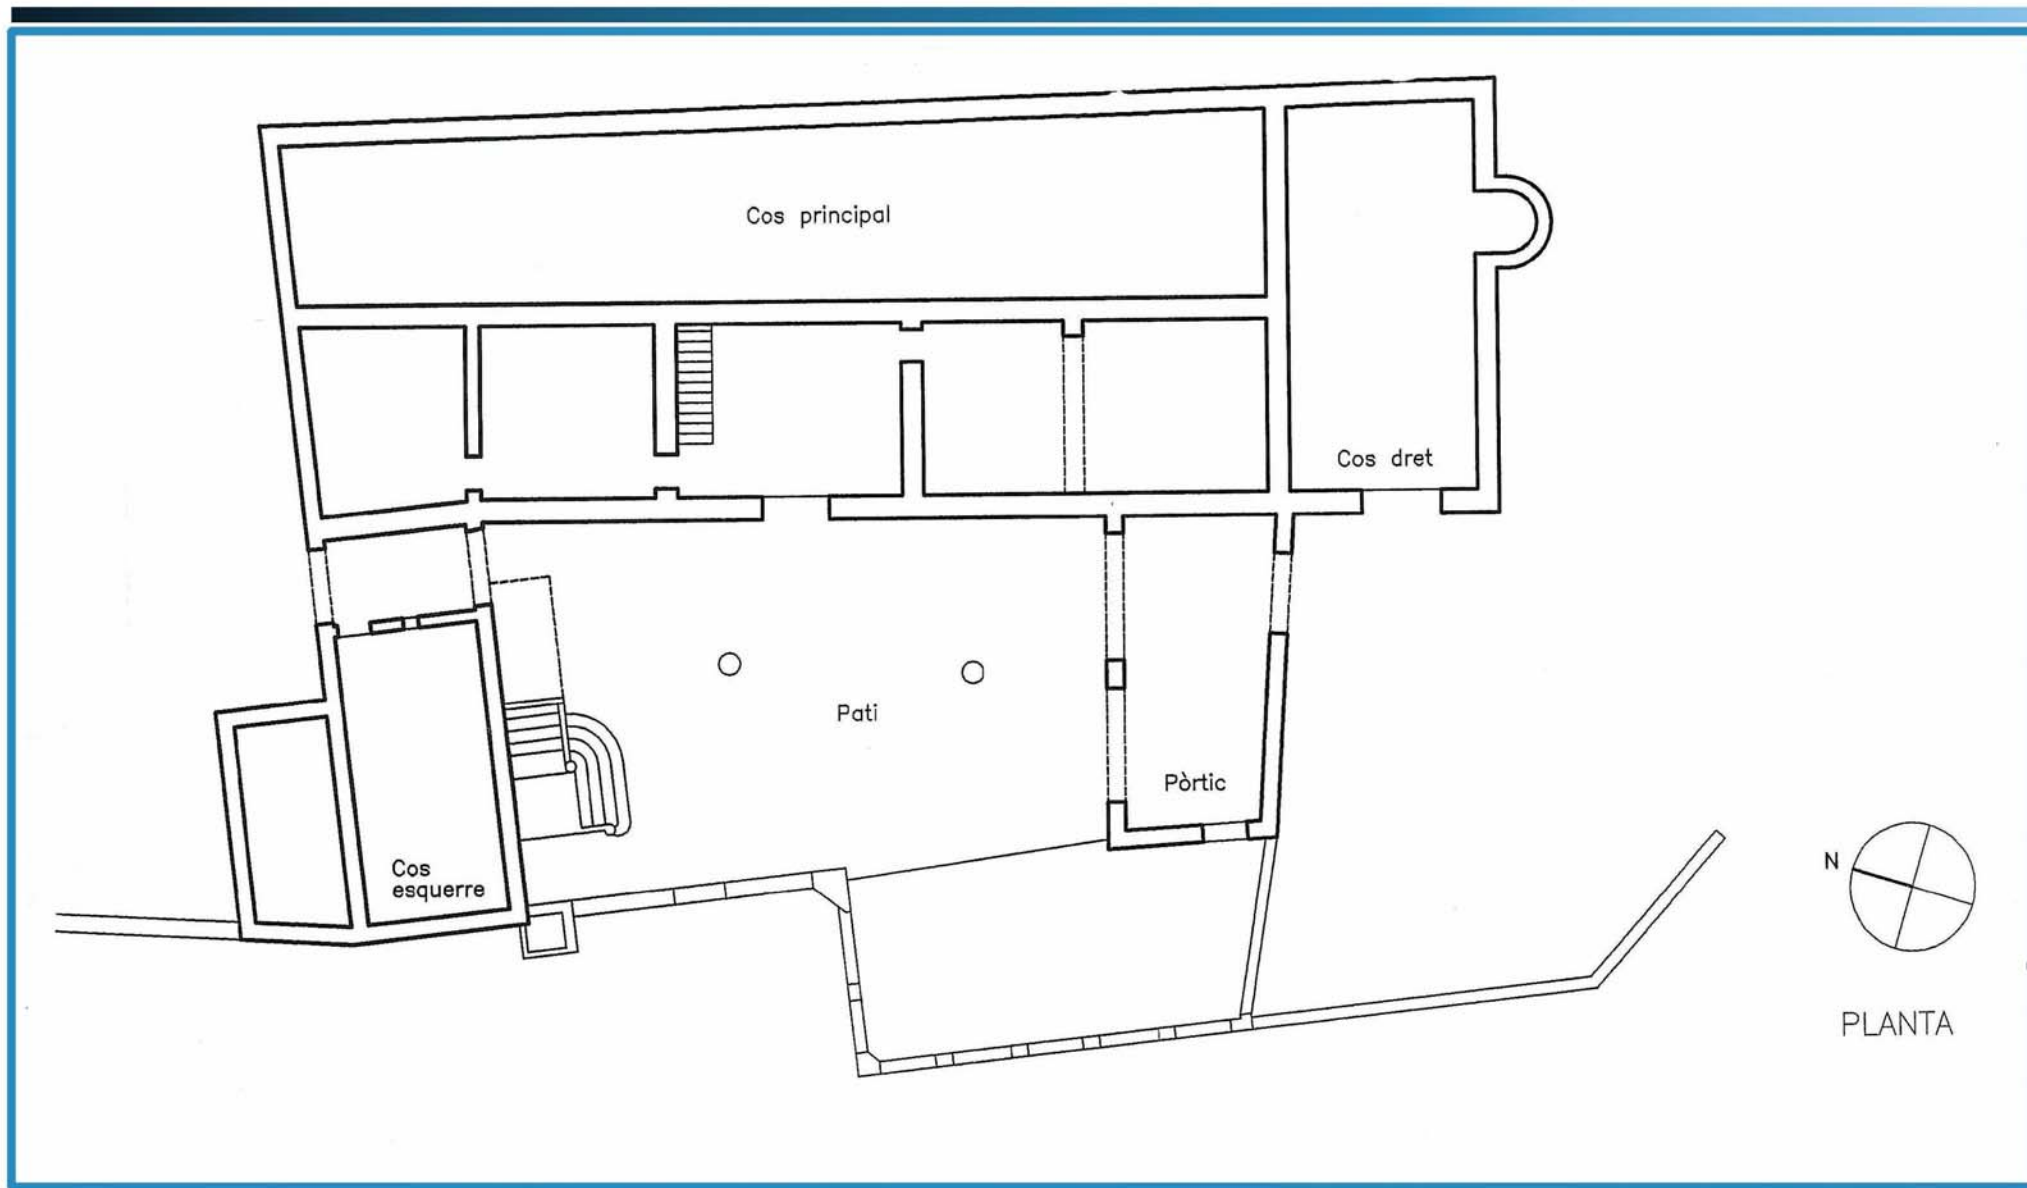 Cos principal
Cos dret
Pati
Pòrtic
Cos
esquerre
N
PLANTA